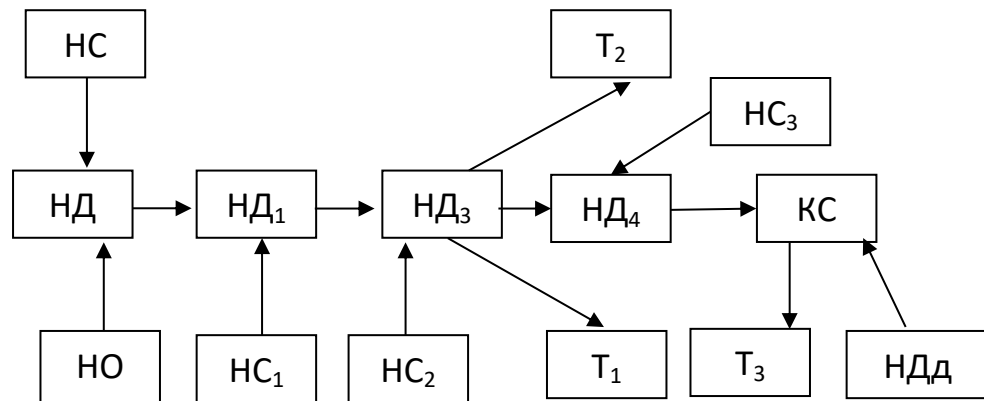 НС
Т₂
НС₃
НД
НД₁
НД₃
НД₄
КС
НО
НС₁
НС₂
Т₁
Т₃
НДд